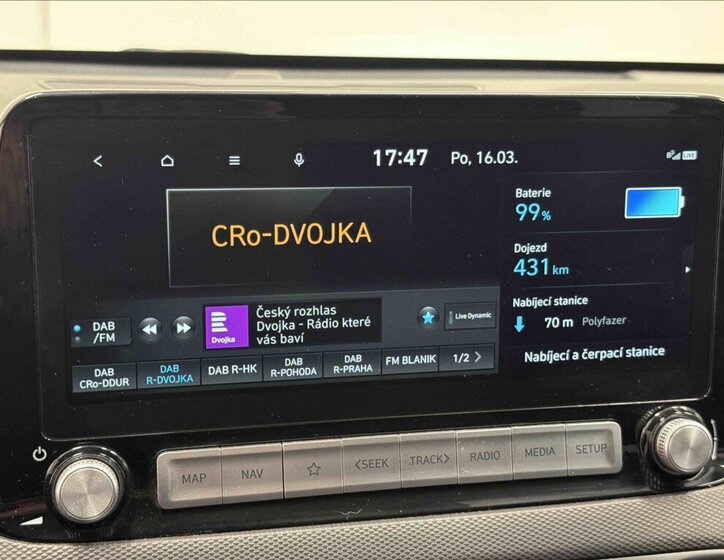 17:47 Po, 16.03.
LIVE
CRo-DVOJKA
Baterie
99%
Dojezd
431 km
Nabíjecí stanice
70 m Polyfazer
Nabíjecí a čerpací stanice
DAB
/FM
Dvojka
Český rozhlas
Dvojka - Rádio které
vás baví
Live Dynamic
DAB
CRo-DDUR
DAB
R-DVOJKA
DAB R-HK
DAB
R-POHODA
DAB
R-PRAHA
FM BLANIK
1/2 >
MAP
NAV
<SEEK
TRACK>
RADIO
MEDIA
SETUP